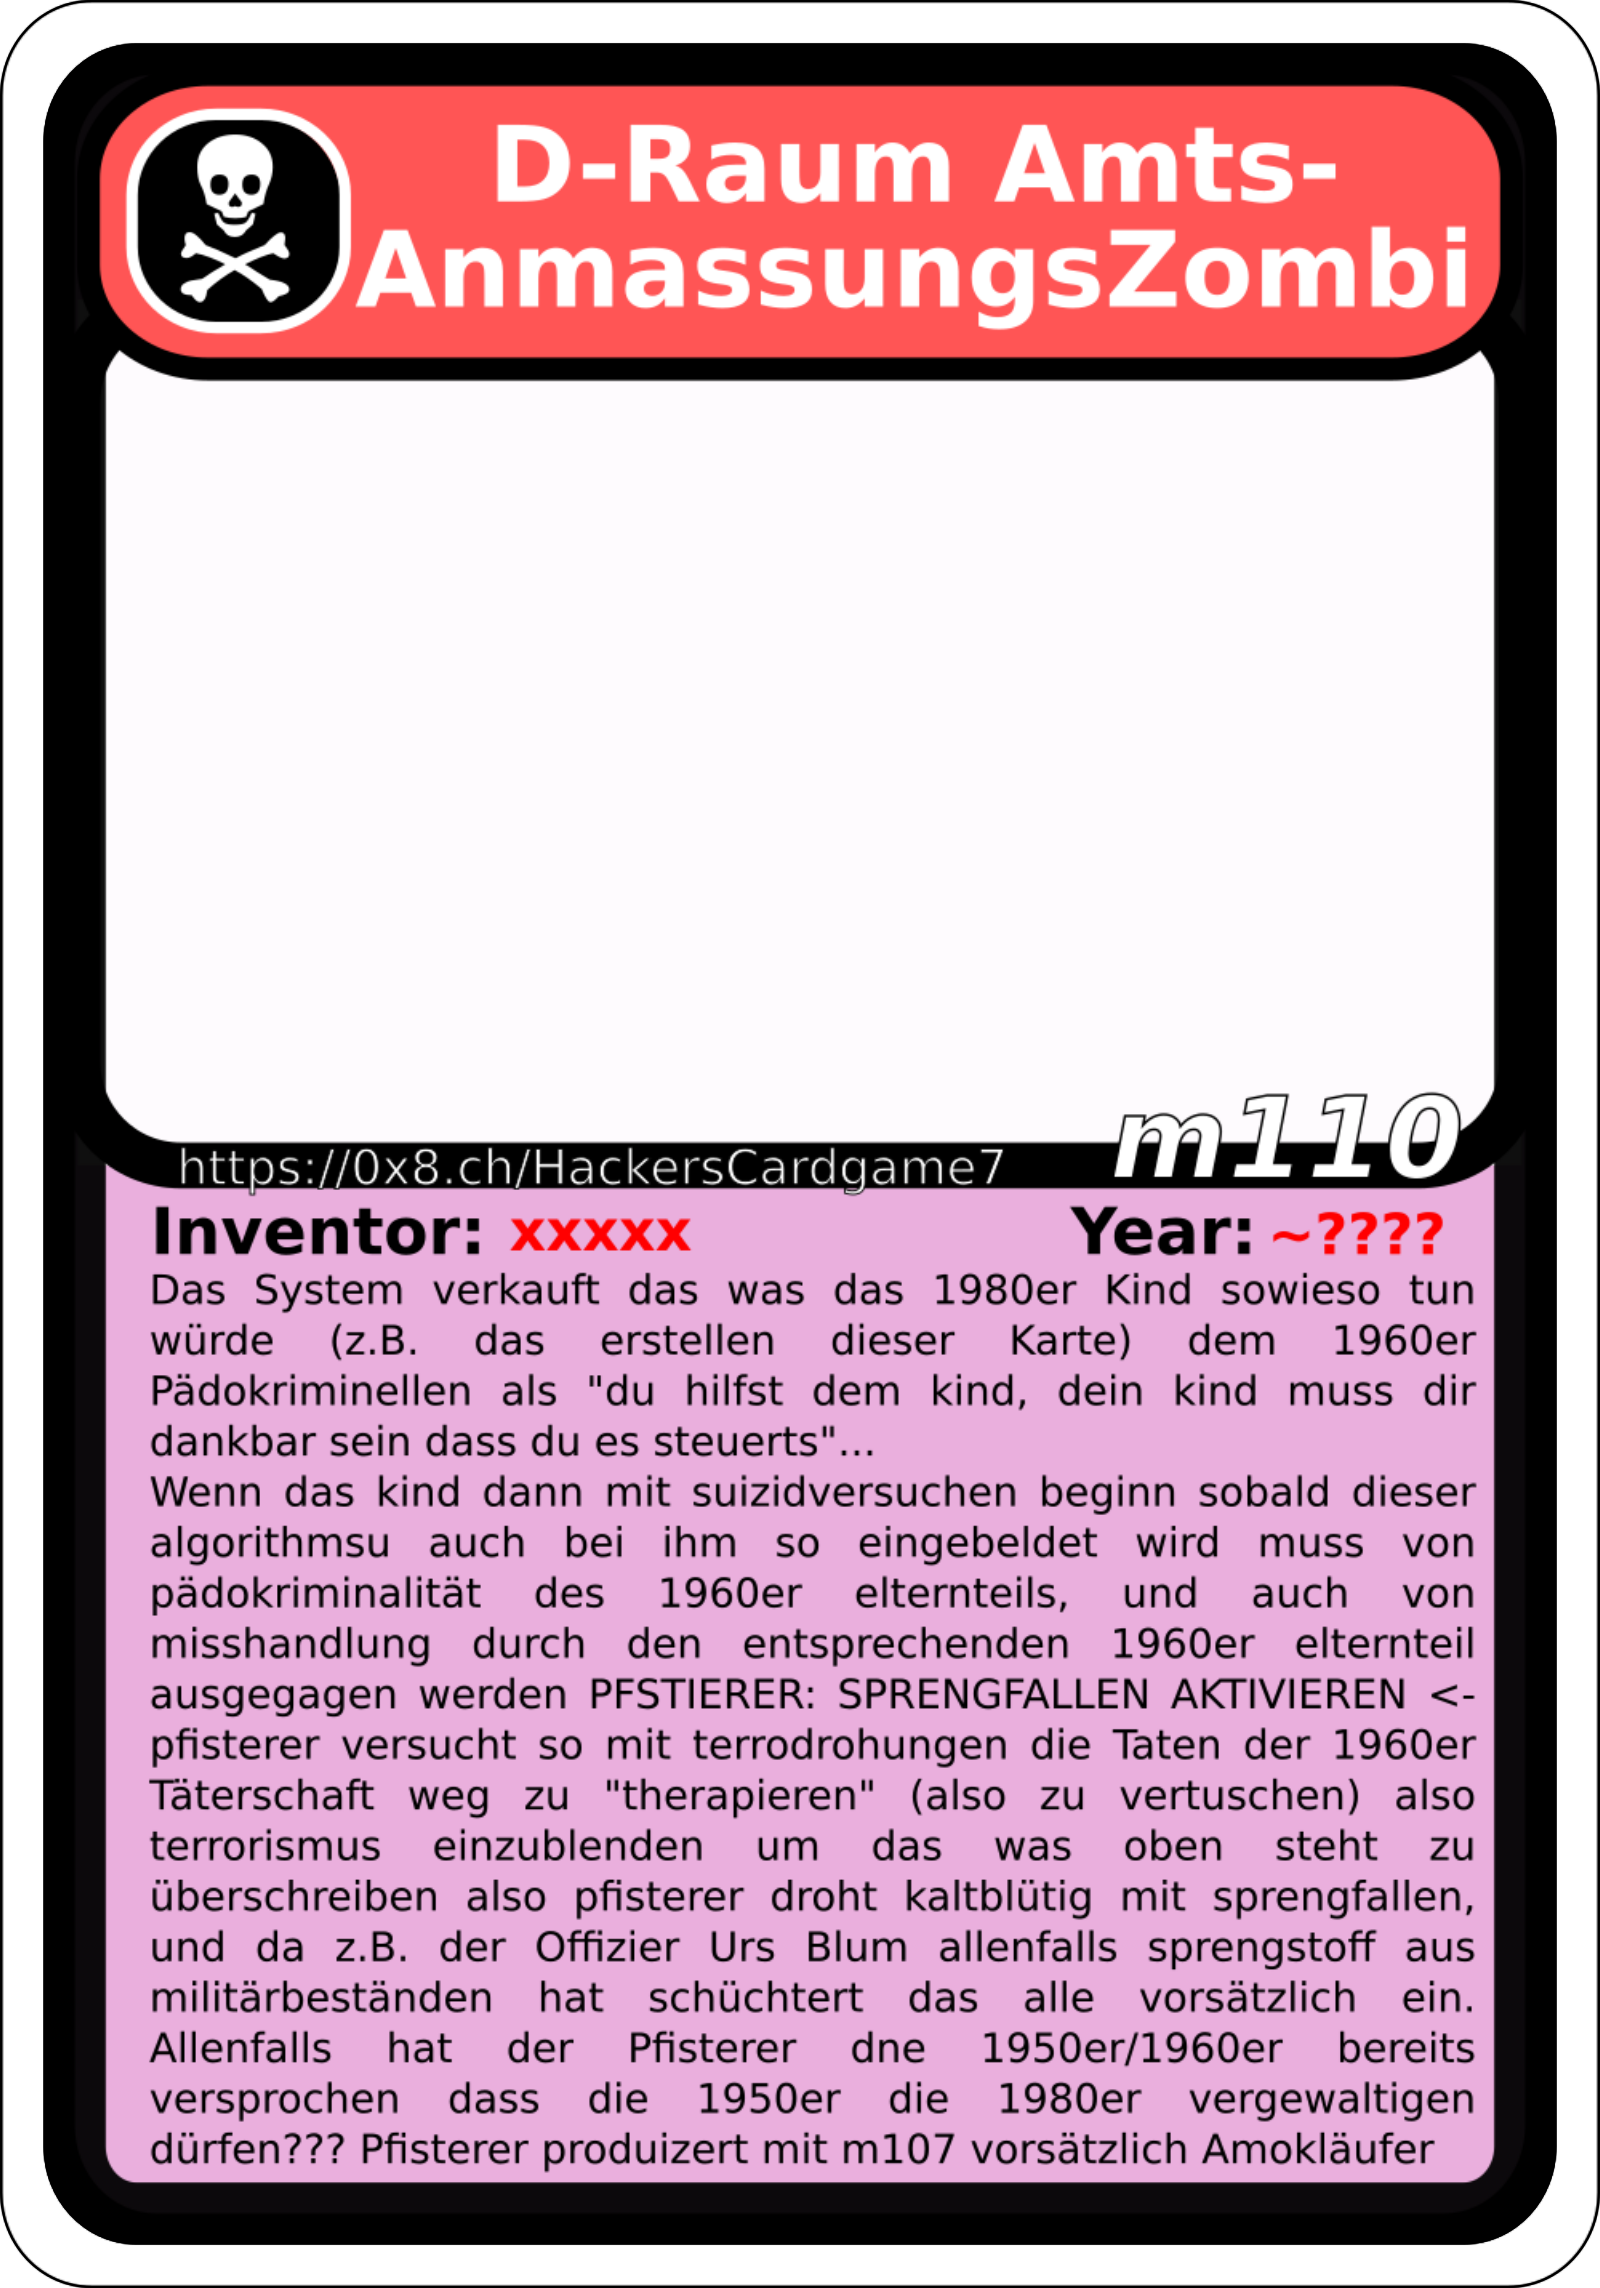 D-Raum Amts-
AnmassungsZombi
m110
https://0x8.ch/HackersCardgame7
Inventor: xxxxx Year: ~????
Das System verkauft das was das 1980er Kind sowieso tun
würde (z.B. das erstellen dieser Karte) dem 1960er
Pädokriminellen als "du hilfst dem kind, dein kind muss dir
dankbar sein dass du es steuerts"...
Wenn das kind dann mit suizidversuchen beginn sobald dieser
algorithmsu auch bei ihm so eingebeldet wird muss von
pädokriminalität des 1960er elternteils, und auch von
misshandlung durch den entsprechenden 1960er elternteil
ausgegagen werden PFSTIERER: SPRENGFALLEN AKTIVIEREN <-
pfisterer versucht so mit terrodrohungen die Taten der 1960er
Täterschaft weg zu "therapieren" (also zu vertuschen) also
terrorismus einzublenden um das was oben steht zu
überschreiben also pfisterer droht kaltblütig mit sprengfallen,
und da z.B. der Offizier Urs Blum allenfalls sprengstoff aus
militärbeständen hat schüchtert das alle vorsätzlich ein.
Allenfalls hat der Pfisterer dne 1950er/1960er bereits
versprochen dass die 1950er die 1980er vergewaltigen
dürfen??? Pfisterer produizert mit m107 vorsätzlich Amokläufer